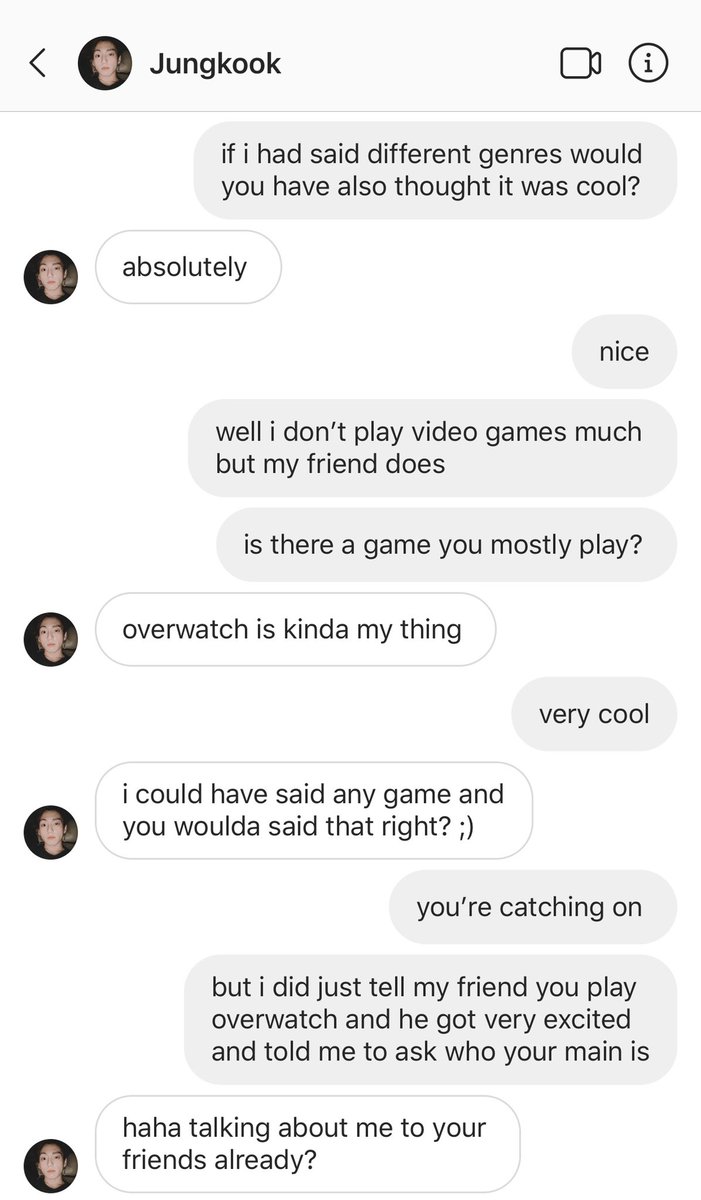 Jungkook
if i had said different genres would
you have also thought it was cool?
absolutely
nice
well i don’t play video games much
but my friend does
is there a game you mostly play?
overwatch is kinda my thing
very cool
i could have said any game and
you woulda said that right? ;)
you’re catching on
but i did just tell my friend you play
overwatch and he got very excited
and told me to ask who your main is
haha talking about me to your
friends already?